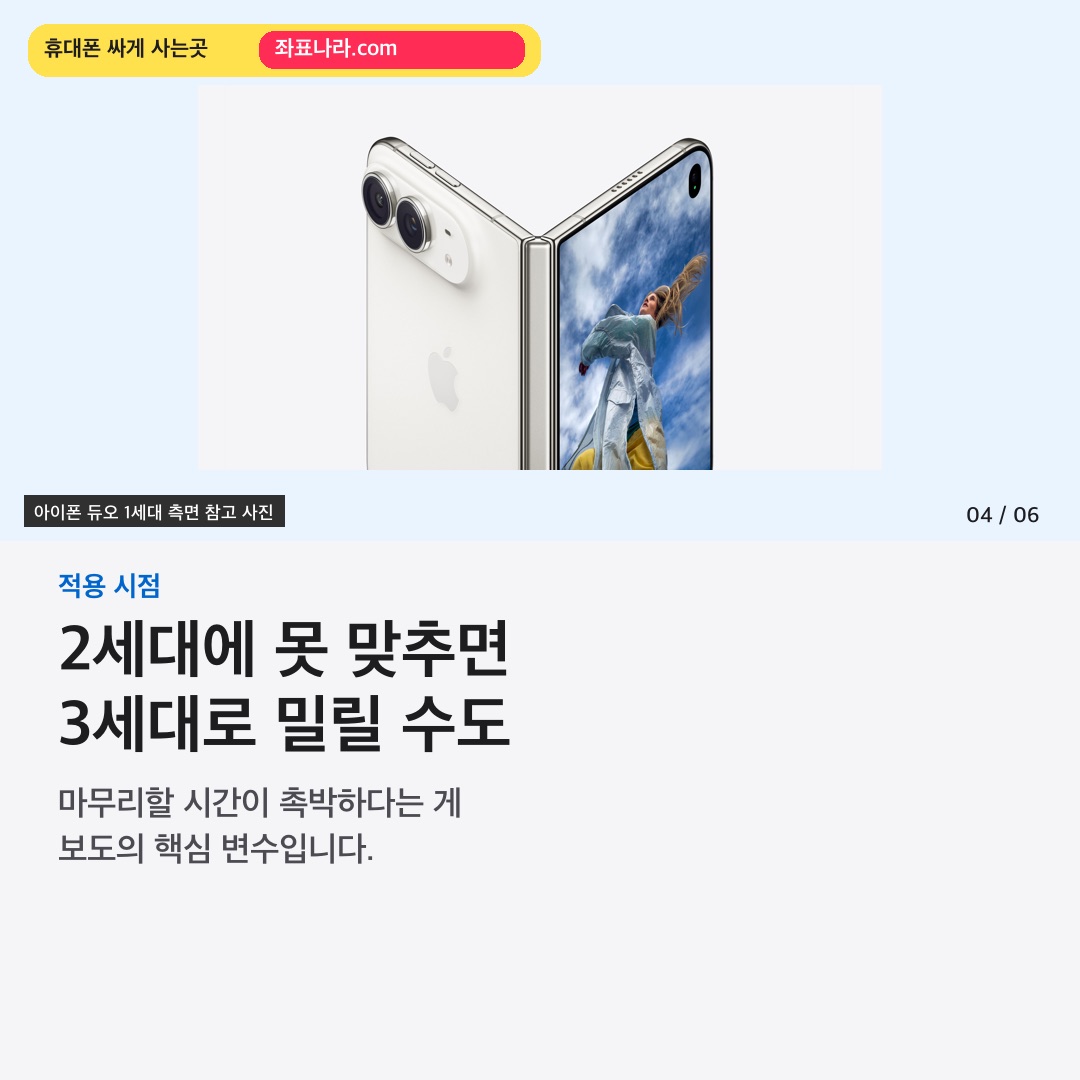 휴대폰 싸게 사는곳 좌표나라.com
아이폰 듀오 1세대 측면 참고 사진
04 / 06
적용 시점
2세대에 못 맞추면
3세대로 밀릴 수도
마무리할 시간이 촉박하다는 게
보도의 핵심 변수입니다.